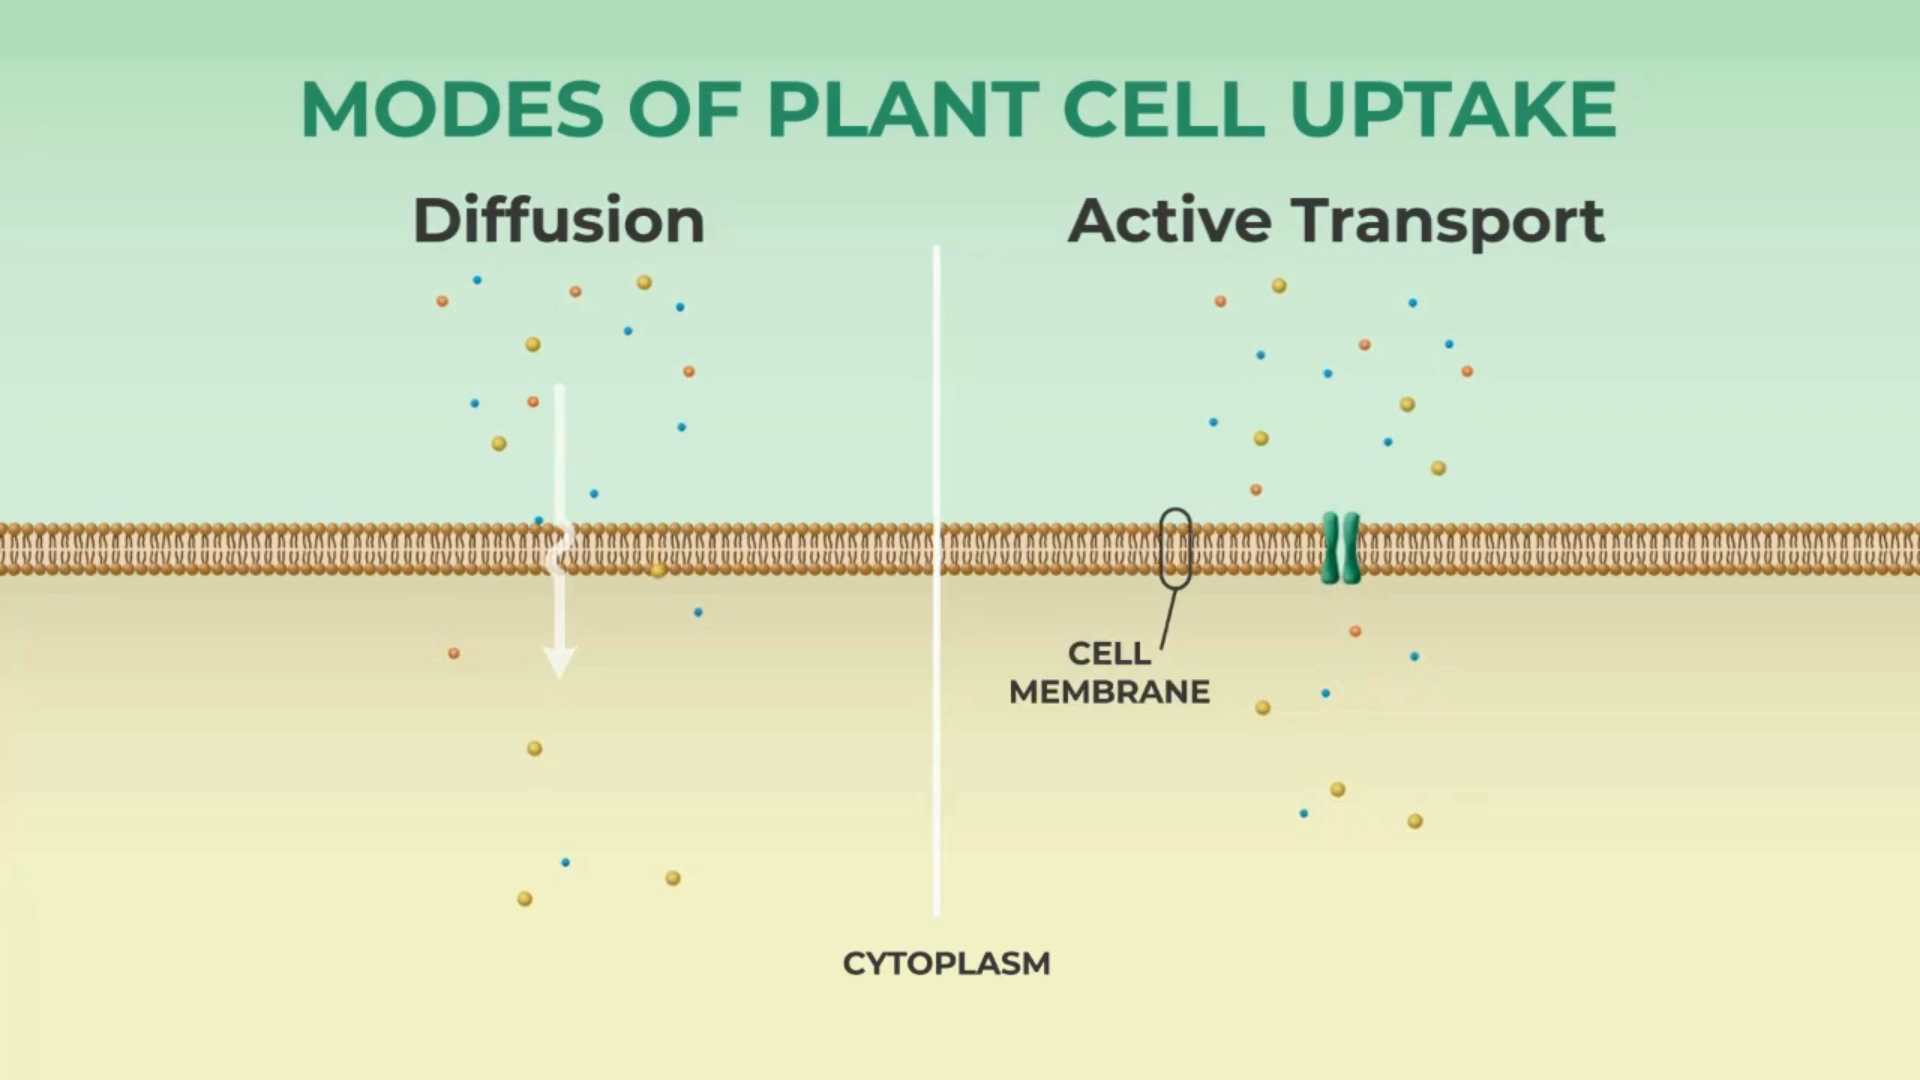 MODES OF PLANT CELL UPTAKE
Diffusion
Active Transport
CELL
MEMBRANE
CYTOPLASM